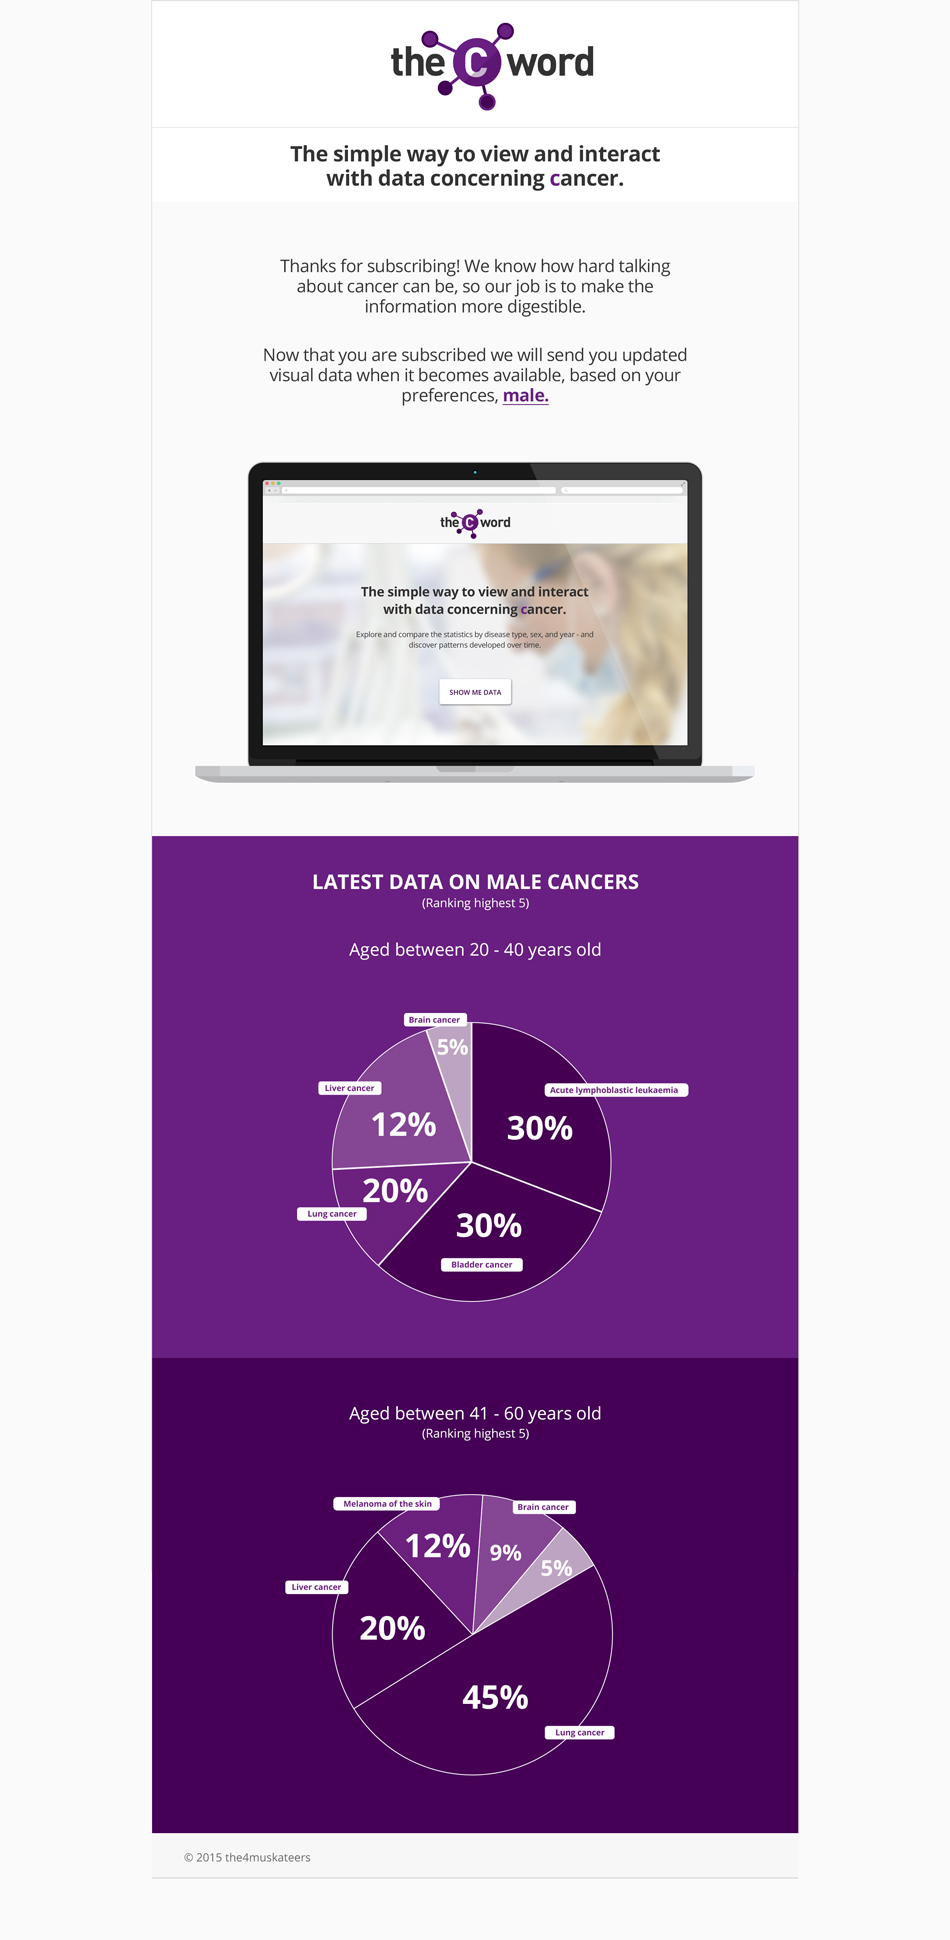 the C word
The simple way to view and interact
with data concerning cancer.
Thanks for subscribing! We know how hard talking
about cancer can be, so our job is to make the
information more digestible.
Now that you are subscribed we will send you updated
visual data when it becomes available, based on your
preferences, male.
the C word
The simple way to view and interact
with data concerning cancer.
Explore and compare the statistics by disease type, sex, and year - and
discover patterns developed over time.
SHOW ME DATA
LATEST DATA ON MALE CANCERS
(Ranking highest 5)
Aged between 20 - 40 years old
Brain cancer
5%
Liver cancer
12%
Acute lymphoblastic leukaemia
30%
20%
Lung cancer
30%
Bladder cancer
Aged between 41 - 60 years old
(Ranking highest 5)
Melanoma of the skin
12%
Brain cancer
9%
5%
Liver cancer
20%
45%
Lung cancer
© 2015 the4muskateers